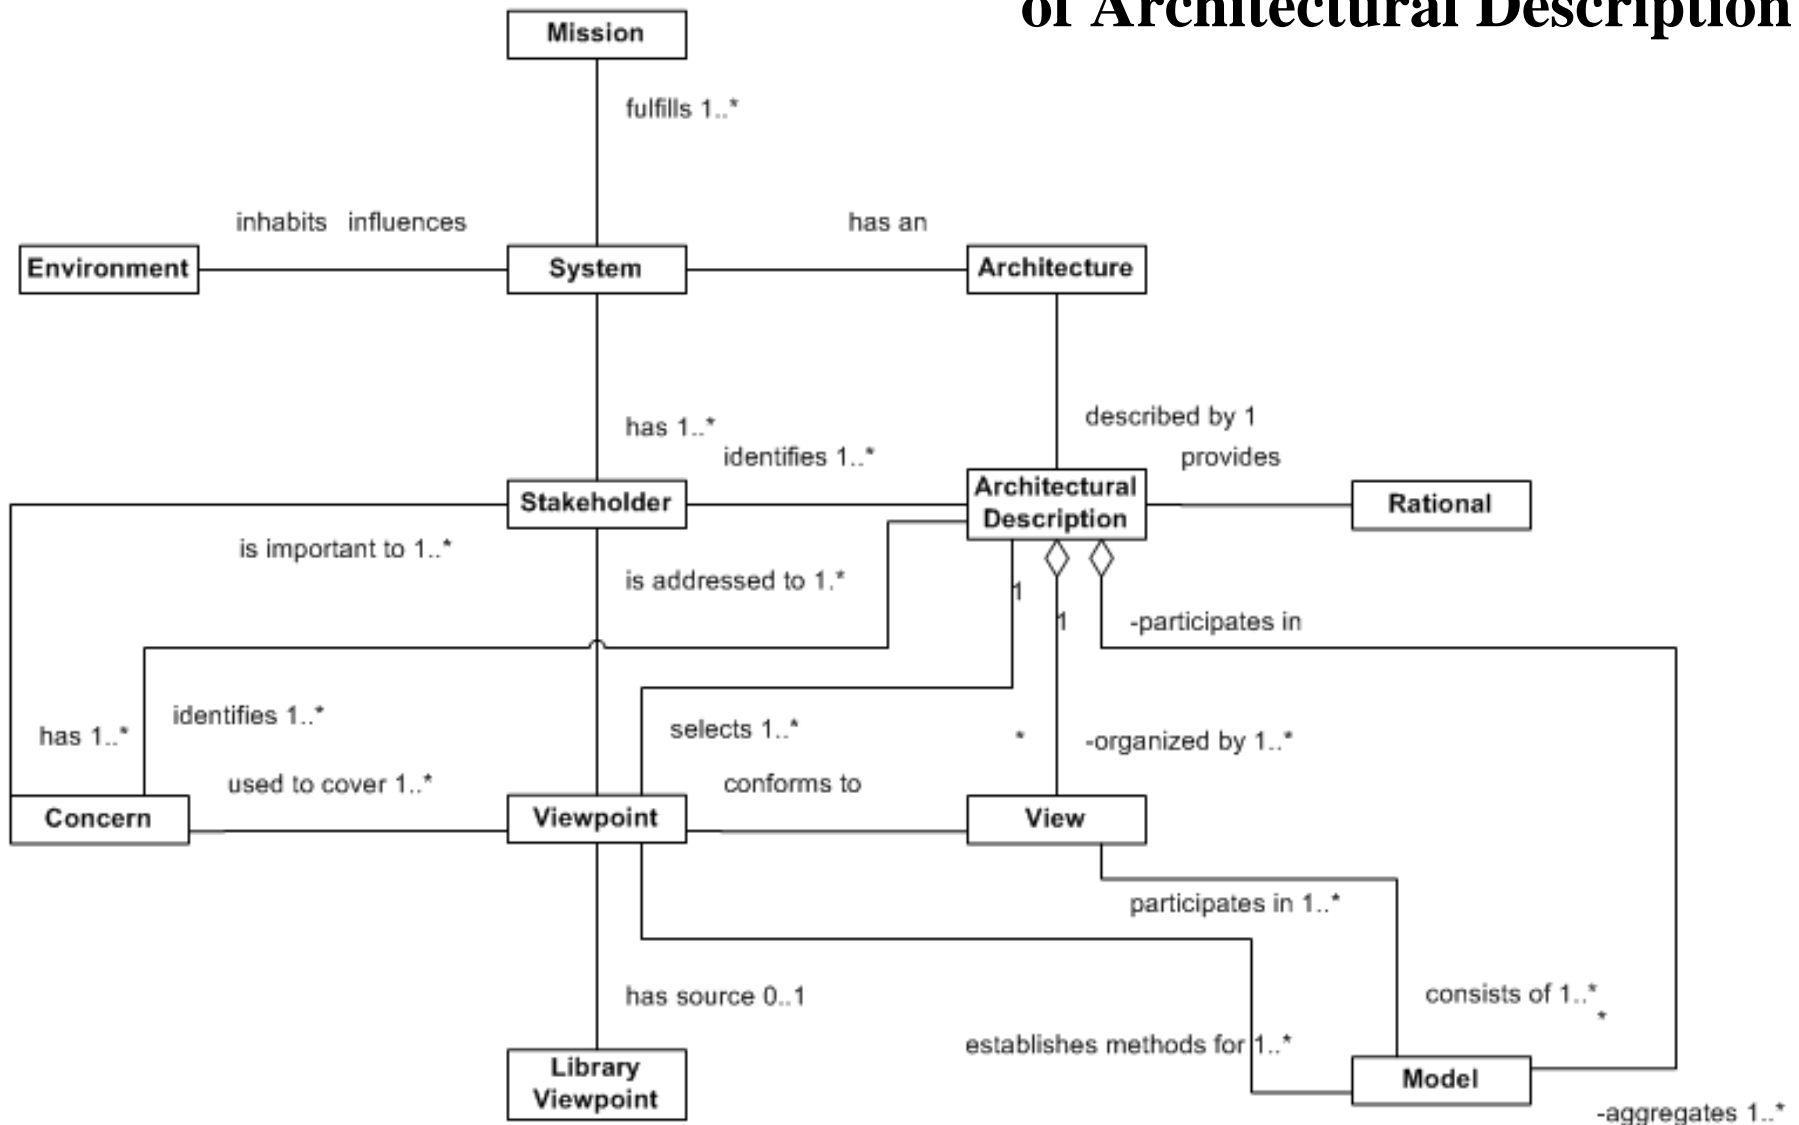 of Architectural Description
Mission
fulfills 1..*
inhabits influences
has an
Environment
System
Architecture
has 1..*
described by 1
identifies 1..*
provides
Stakeholder
Architectural
Description
Rational
is important to 1..*
is addressed to 1.*
1
1
-participates in
has 1..*
identifies 1..*
selects 1..*
*
-organized by 1..*
used to cover 1..*
conforms to
Concern
Viewpoint
View
participates in 1..*
has source 0..1
consists of 1..*
*
establishes methods for 1..*
Library
Viewpoint
Model
-aggregates 1..*